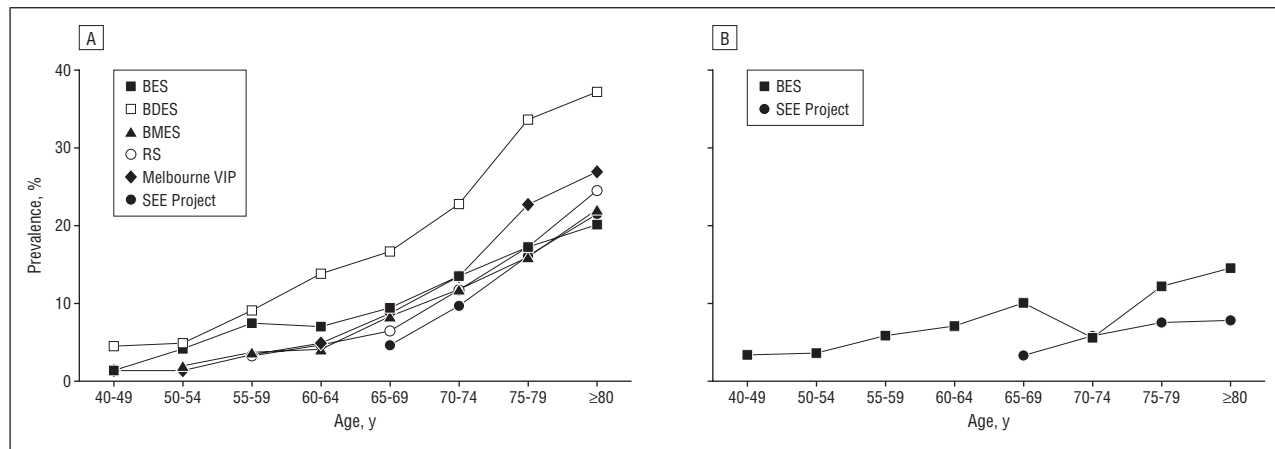 A
Prevalence, %
40
30
20
10
0
BES
BDES
BMES
RS
Melbourne VIP
SEE Project
40-49 50-54 55-59 60-64 65-69 70-74 75-79 ≥80
Age, y
B
BES
SEE Project
40-49 50-54 55-59 60-64 65-69 70-74 75-79 ≥80
Age, y